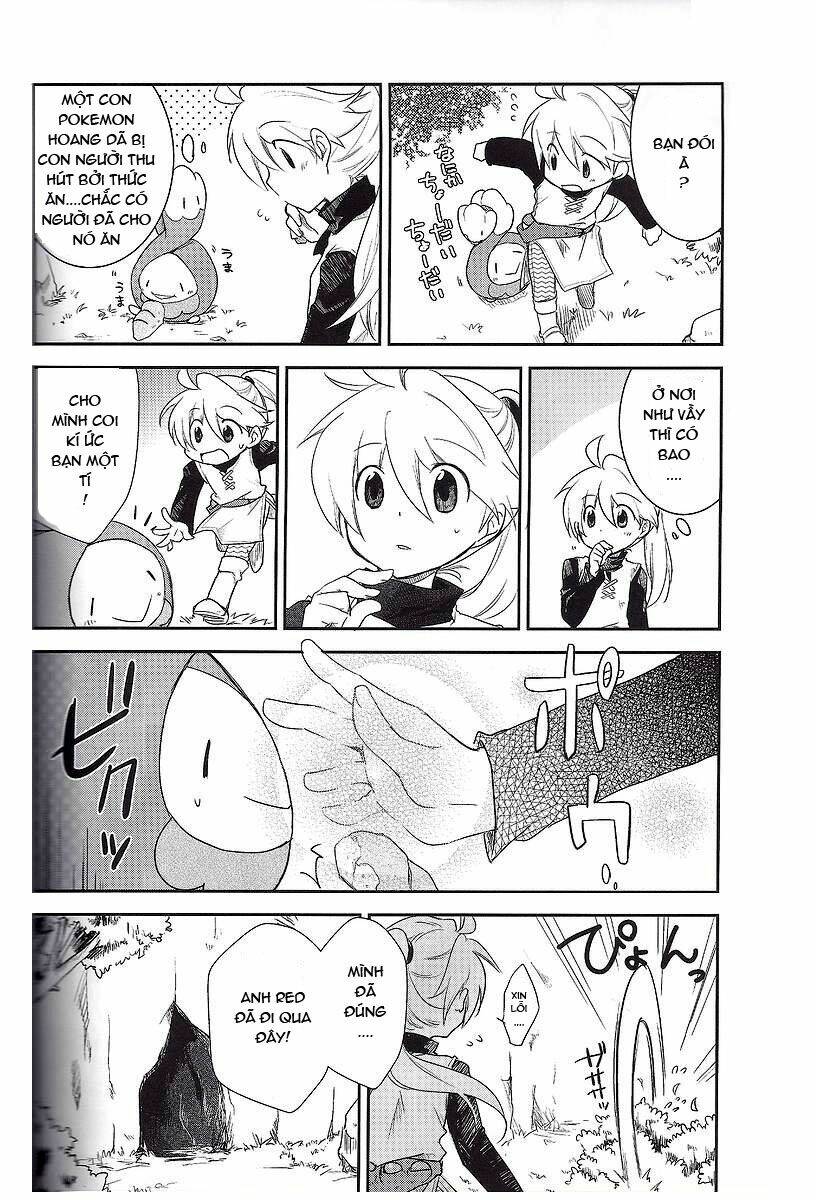 BẠN ĐÓI
À
?
なにか
ちょーだい
ちょーだい
MỘT CON
POKEMON
HOANG DÃ BỊ
CON NGƯỜI THU
HÚT BỞI THỨC
ĂN....CHẮC CÓ
NGƯỜI ĐÃ CHO
NÓ ĂN
うま
うま
Ở NƠI
NHƯ VẦY
THÌ CÓ
BAO
....
CHO
MÌNH COI
KÍ ỨC
BẠN MỘT
TÍ
!
ポウ
ビクッ
ぴょんっ
XIN
LỖI
....
MÌNH
ĐÃ
ĐÚNG
....
ANH RED
ĐÃ ĐI QUA
ĐÂY!